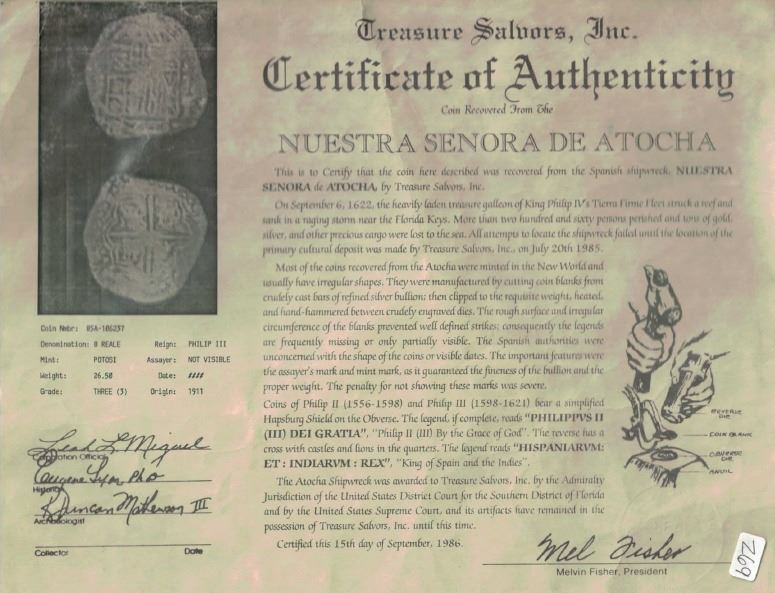 Treasure Salvors, Inc.
Certificate of Authenticity
Coin Recovered From The
NUESTRA SENORA DE ATOCHA
This is to Certify that the coin here described was recovered from the Spanish shipwreck, NUESTRA
SENORA de ATOCHA, by Treasure Salvors, Inc.
On September 6, 1622, the heavily laden treasure galleon of King Philip IV's Tierra Firme Fleet struck a reef and
sank in a raging storm near the Florida Keys. More than two hundred and sixty persons perished and tons of gold,
silver, and other precious cargo were lost to the sea. All attempts to locate the shipwreck failed until the location of the
primary cultural deposit was made by Treasure Salvors, Inc., on July 20th 1985.
Most of the coins recovered from the Atocha were minted in the New World and
usually have irregular shapes. They were manufactured by cutting coin blanks from
crudely cast bars of refined silver bullion; then clipped to the requisite weight, heated,
and hand-hammered between crudely engraved dies. The rough surface and irregular
circumference of the blanks prevented well defined strikes; consequently the legends
are frequently missing or only partially visible. The Spanish authorities were
unconcerned with the shape of the coins or visible dates. The important features were
the assayer's mark and mint mark, as it guaranteed the fineness of the bullion and the
proper weight. The penalty for not showing these marks was severe.
Coins of Philip II (1556-1598) and Philip III (1598-1621) bear a simplified
Hapsburg Shield on the Obverse. The legend, if complete, reads "PHILIPPVS II
(III) DEI GRATIA", "Philip II (III) By the Grace of God". The reverse has a
cross with castles and lions in the quarters. The legend reads "HISPANIARVM:
ET: INDIARVM: REX", "King of Spain and the Indies".
The Atocha Shipwreck was awarded to Treasure Salvors, Inc. by the Admiralty
Jurisdiction of the United States District Court for the Southern District of Florida
and by the United States Supreme Court, and its artifacts have remained in the
possession of Treasure Salvors, Inc. until this time.
Certified this 15th day of September, 1986.
Mel Fisher
Melvin Fisher, President
REVERSE DIE
COIN BLANK
OBVERSE DIE
ANVIL
Coin Nmbr: 85A-106237
Denomination: 8 REALE Reign: PHILIP III
Mint: POTOSI Assayer: NOT VISIBLE
Weight: 26.50 Date: ####
Grade: THREE (3) Origin: 1911
Leah L Miguel
Corporation Official
Eugene Lyon PhD
Historian
R Duncan Mathewson III
Archaeologist
Collector Date
269